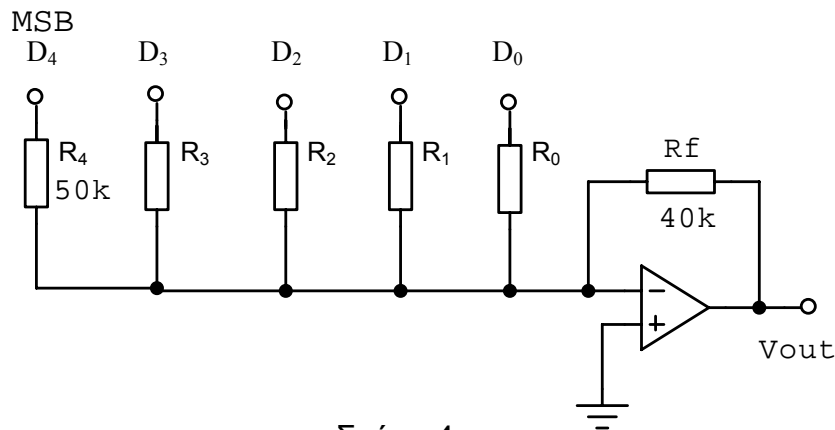 MSB
D₄ D₃ D₂ D₁ D₀
R₄ R₃ R₂ R₁ R₀ Rf
50k 40k
− +
Vout